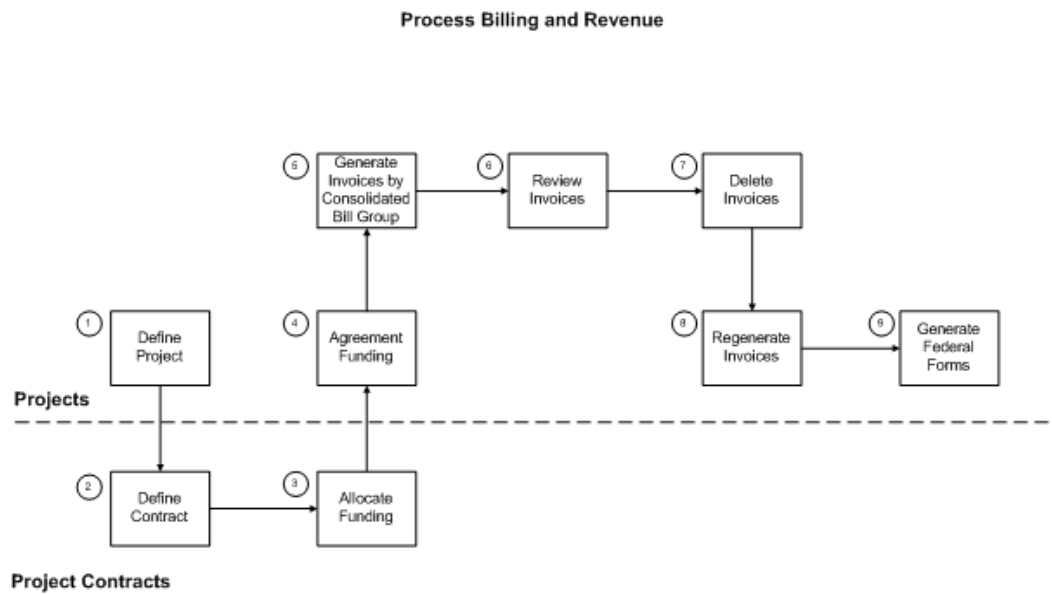 Process Billing and Revenue
5
Generate
Invoices by
Consolidated
Bill Group
6
Review
Invoices
7
Delete
Invoices
1
Define
Project
4
Agreement
Funding
8
Regenerate
Invoices
9
Generate
Federal
Forms
Projects
2
Define
Contract
3
Allocate
Funding
Project Contracts